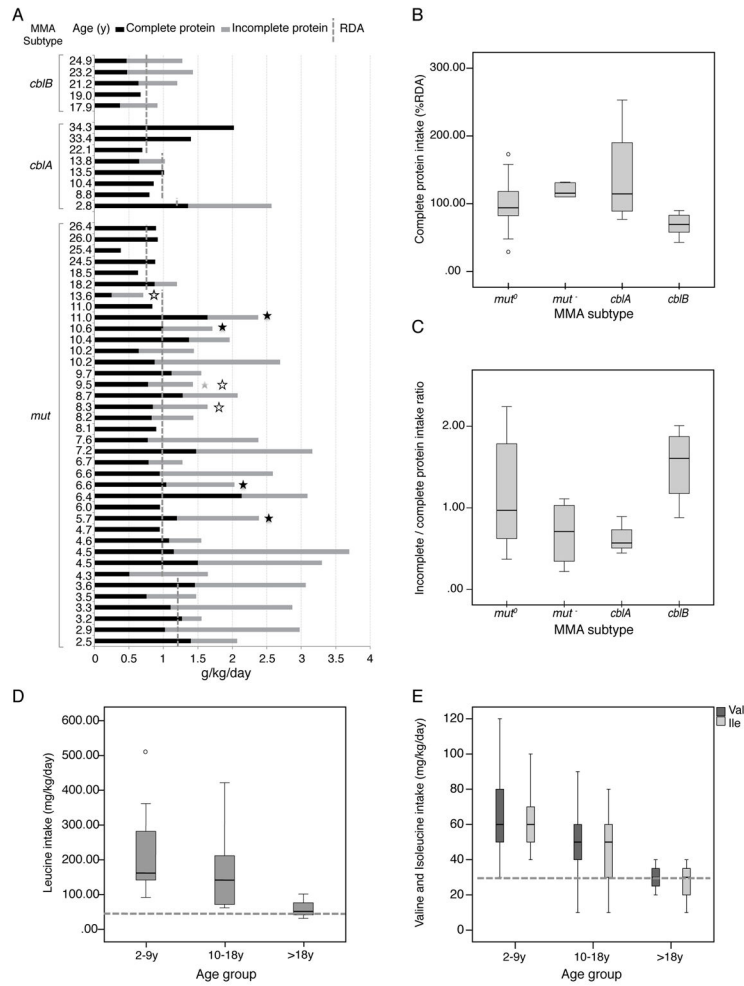 A
MMA Subtype
Age (y)
Complete protein
Incomplete protein
RDA
cblB
24.9
23.2
21.2
19.0
17.9
cblA
34.3
33.4
22.1
13.8
13.5
10.4
8.8
2.8
mut
26.4
26.0
25.4
24.5
18.5
18.2
13.6
11.0
11.0
10.6
10.4
10.2
10.2
9.7
9.5
8.7
8.3
8.2
8.1
7.6
7.2
6.7
6.6
6.6
6.4
6.0
5.7
4.7
4.6
4.5
4.5
4.3
3.6
3.5
3.3
3.2
2.9
2.5
0 0.5 1 1.5 2 2.5 3 3.5 4
g/kg/day
B
Complete protein intake (%RDA)
300.00
200.00
100.00
.00
mut⁰ mut⁻ cblA cblB
MMA subtype
C
Incomplete / complete protein intake ratio
2.00
1.00
.00
mut⁰ mut⁻ cblA cblB
MMA subtype
D
Leucine intake (mg/kg/day)
600.00
500.00
400.00
300.00
200.00
100.00
.00
2-9y 10-18y >18y
Age group
E
Valine and Isoleucine intake (mg/kg/day)
120
100
80
60
40
20
0
2-9y 10-18y >18y
Age group
Val
Ile